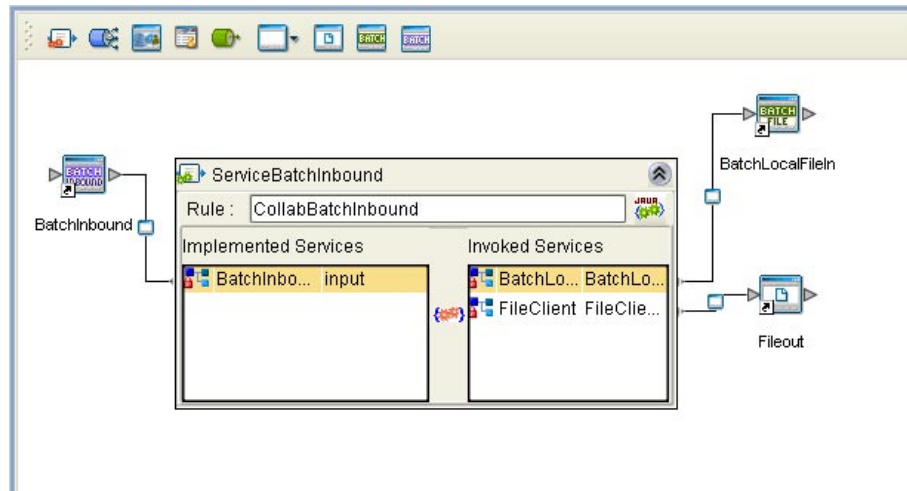 BATCH
BATCH
BATCH
FILE
BatchLocalFileIn
BATCH
INBOUND
BatchInbound
ServiceBatchInbound
Rule : CollabBatchInbound
JAVA
Implemented Services
Invoked Services
BatchInbo... input
BatchLo... BatchLo...
FileClient FileClie...
Fileout